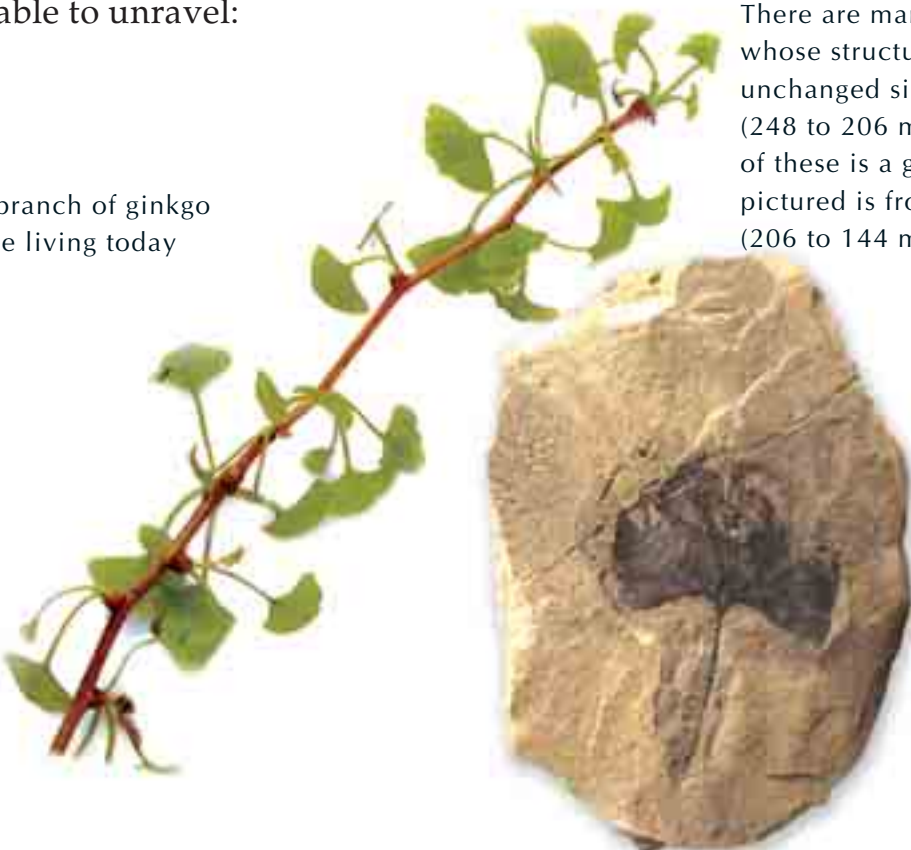 able to unravel:
branch of ginkgo
e living today
There are mar
whose structu
unchanged si
(248 to 206 m
of these is a g
pictured is fro
(206 to 144 m